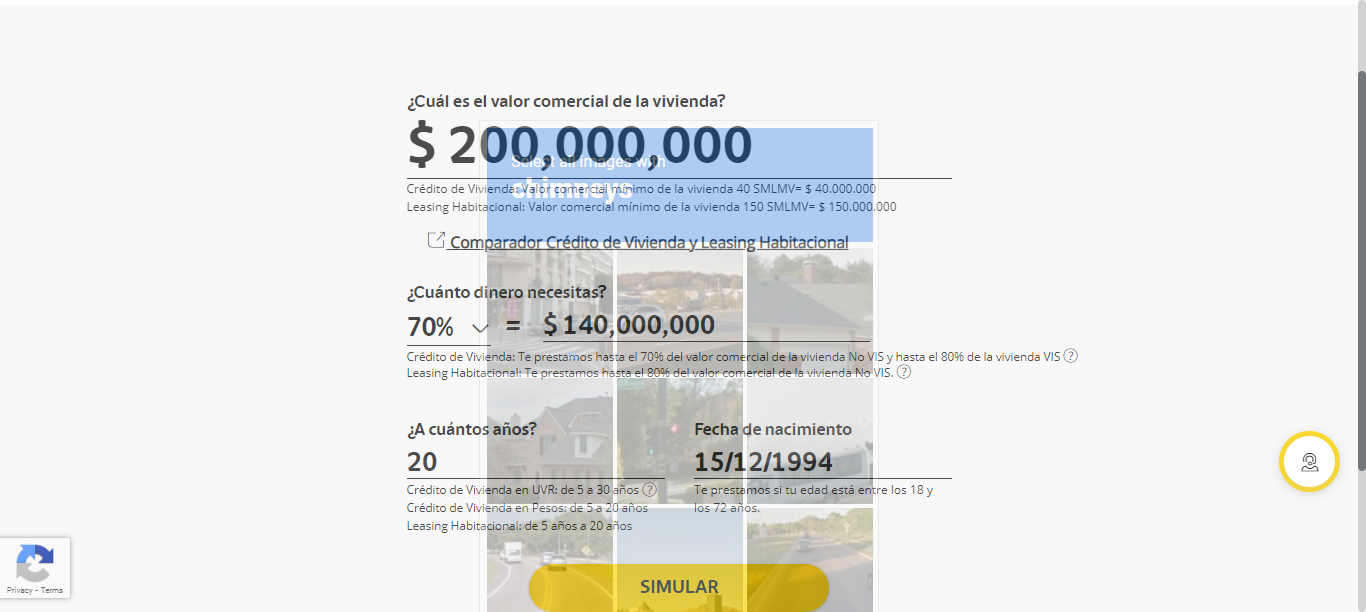 ¿Cuál es el valor comercial de la vivienda?
$ 200,000,000
Select all images with
chimneys
Crédito de Vivienda: Valor comercial mínimo de la vivienda 40 SMLMV= $ 40.000.000
Leasing Habitacional: Valor comercial mínimo de la vivienda 150 SMLMV= $ 150.000.000
Comparador Crédito de Vivienda y Leasing Habitacional
¿Cuánto dinero necesitas?
70% = $ 140,000,000
Crédito de Vivienda: Te prestamos hasta el 70% del valor comercial de la vivienda No VIS y hasta el 80% de la vivienda VIS ?
Leasing Habitacional: Te prestamos hasta el 80% del valor comercial de la vivienda No VIS. ?
¿A cuántos años?
20
Crédito de Vivienda en UVR: de 5 a 30 años ?
Crédito de Vivienda en Pesos: de 5 a 20 años
Leasing Habitacional: de 5 años a 20 años
Fecha de nacimiento
15/12/1994
Te prestamos si tu edad está entre los 18 y
los 72 años.
SIMULAR
Privacy - Terms